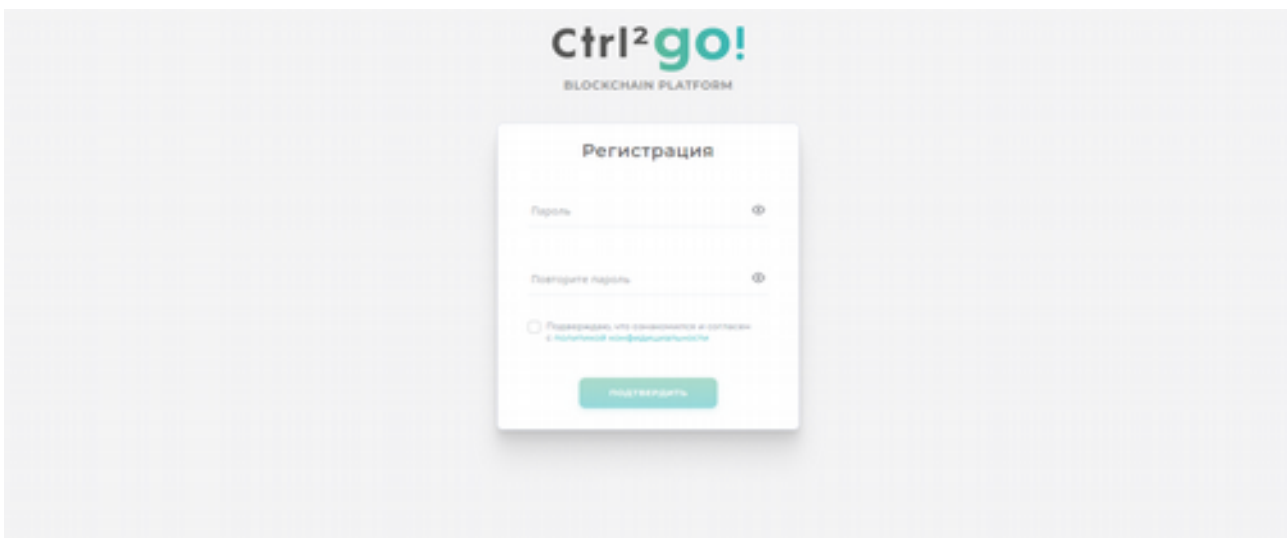 Ctrl²go!
BLOCKCHAIN PLATFORM
Регистрация
Пароль
Повторите пароль
Подтверждаю, что ознакомился и согласен
с политикой конфиденциальности
ПОДТВЕРДИТЬ